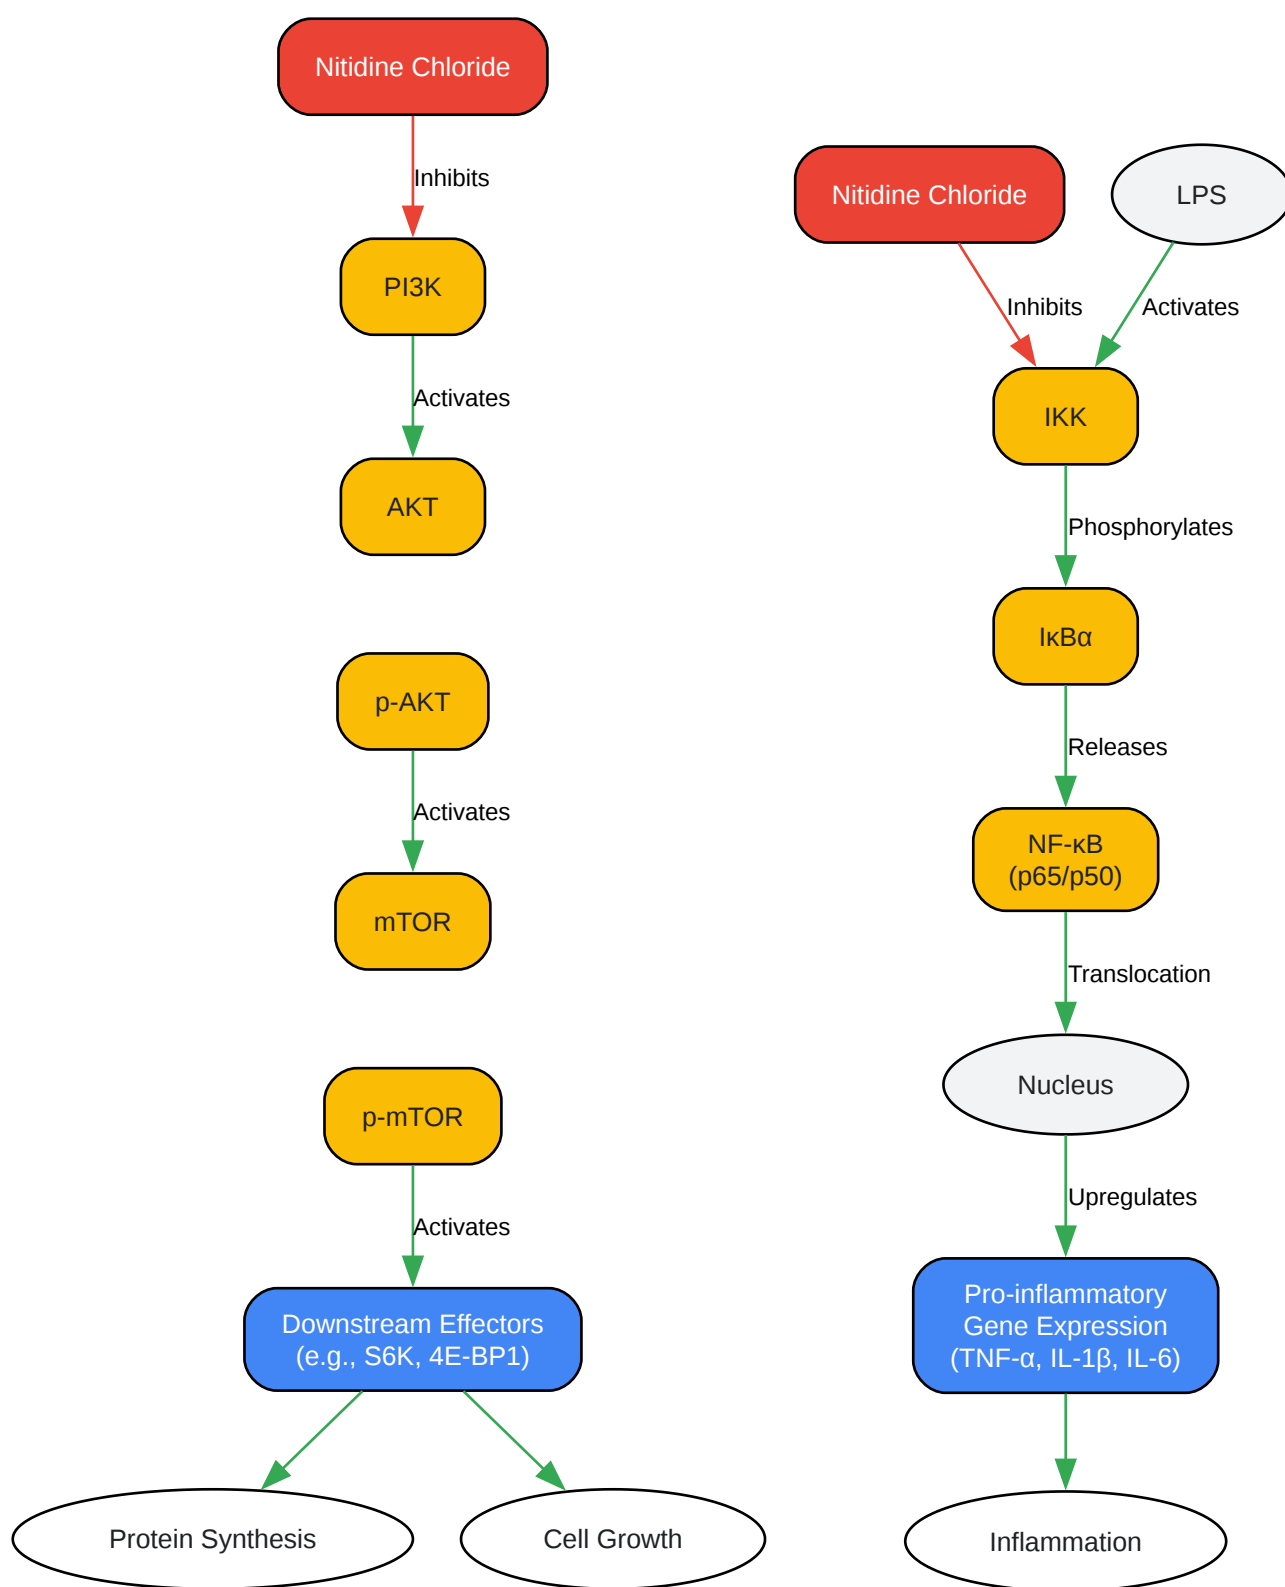 Nitidine Chloride
Inhibits
PI3K
Activates
AKT
p-AKT
Activates
mTOR
p-mTOR
Activates
Downstream Effectors
(e.g., S6K, 4E-BP1)
Protein Synthesis
Cell Growth
Nitidine Chloride
LPS
Inhibits
Activates
IKK
Phosphorylates
IκBα
Releases
NF-κB
(p65/p50)
Translocation
Nucleus
Upregulates
Pro-inflammatory
Gene Expression
(TNF-α, IL-1β, IL-6)
Inflammation